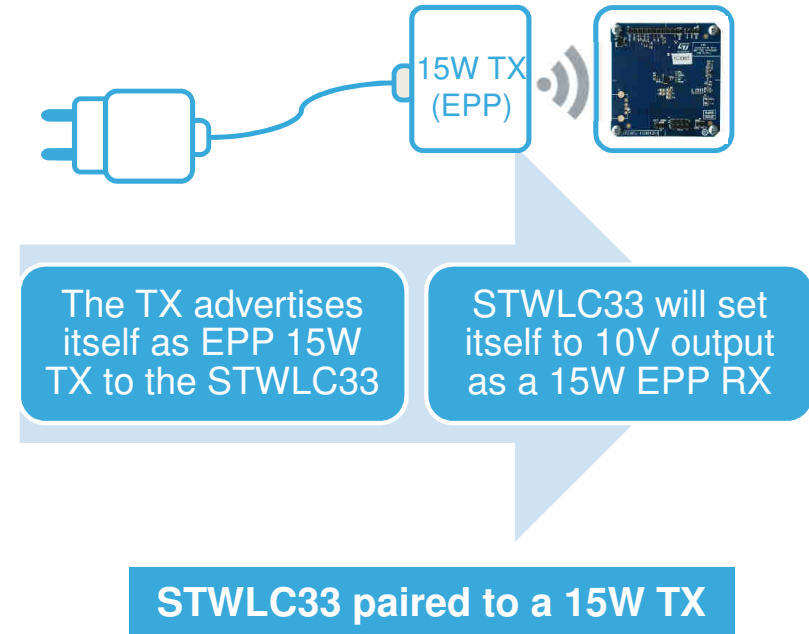 15W TX
(EPP)
The TX advertises
itself as EPP 15W
TX to the STWLC33
STWLC33 will set
itself to 10V output
as a 15W EPP RX
STWLC33 paired to a 15W TX